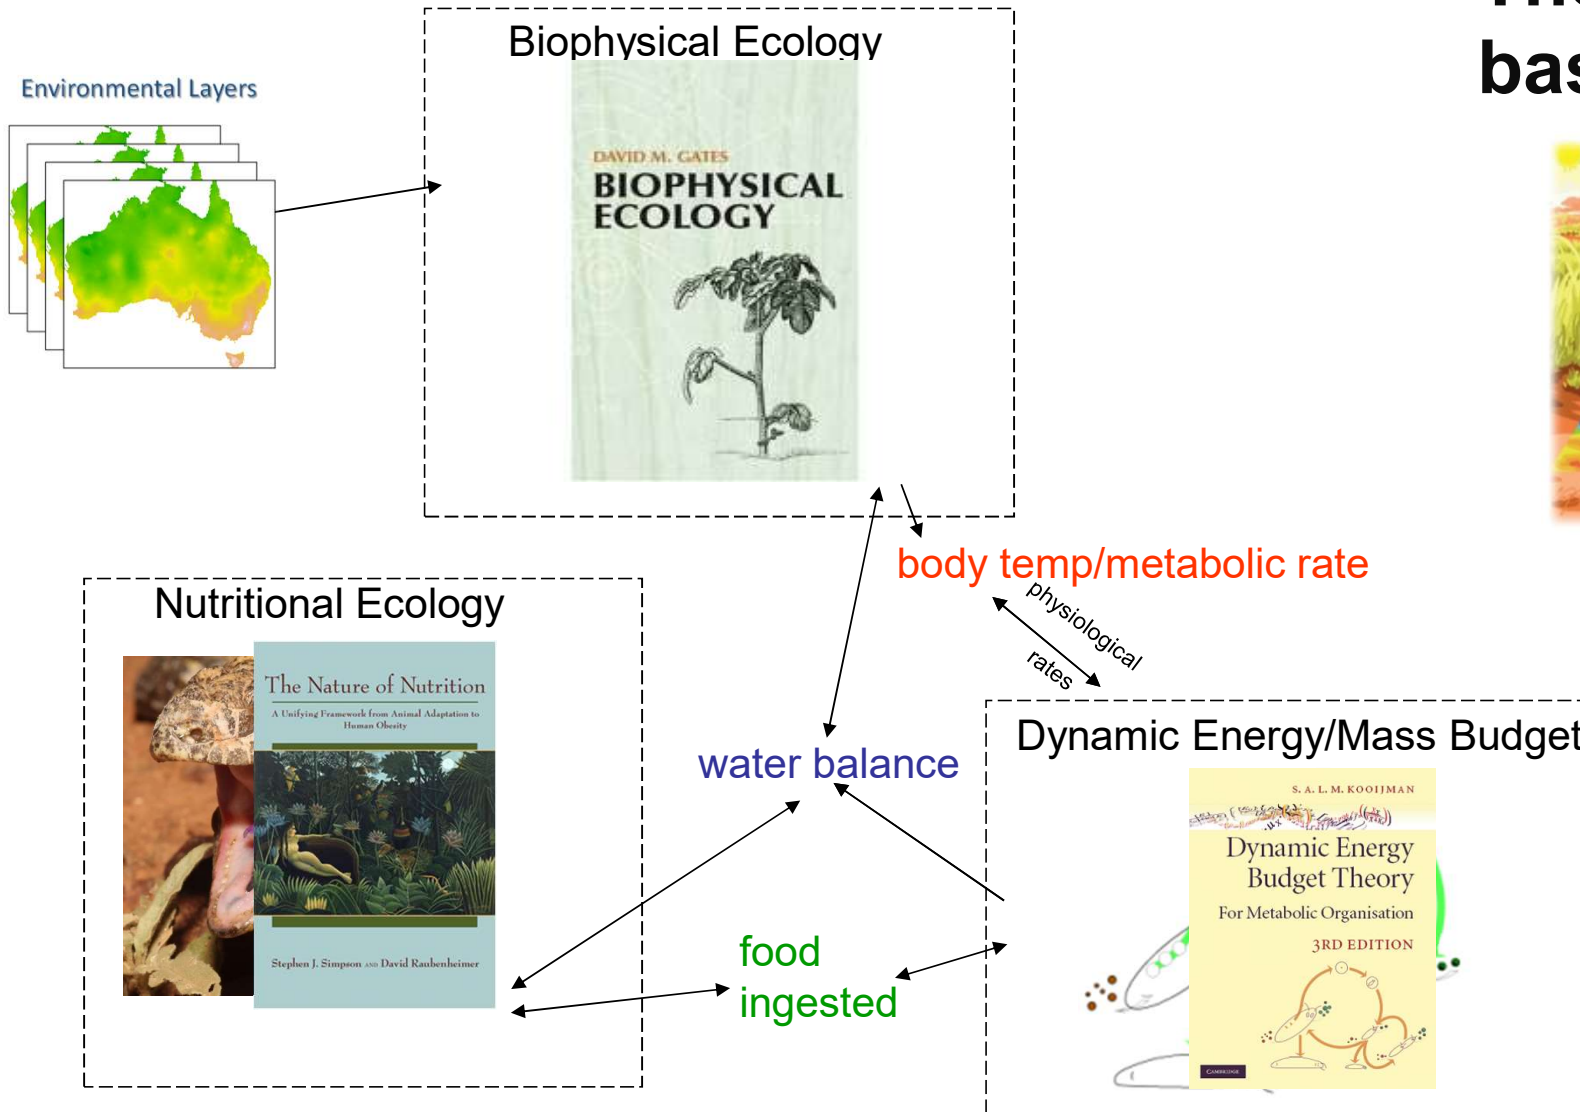 Biophysical Ecology
bas
Environmental Layers
DAVID M. GATES
BIOPHYSICAL
ECOLOGY
body temp/metabolic rate
physiological
rates
Nutritional Ecology
The Nature of Nutrition
A Unifying Framework from Animal Adaptation to
Human Obesity
Stephen J. Simpson AND David Raubenheimer
water balance
food
ingested
Dynamic Energy/Mass Budget
S. A. L. M. KOOIJMAN
Dynamic Energy
Budget Theory
For Metabolic Organisation
3RD EDITION
CAMBRIDGE